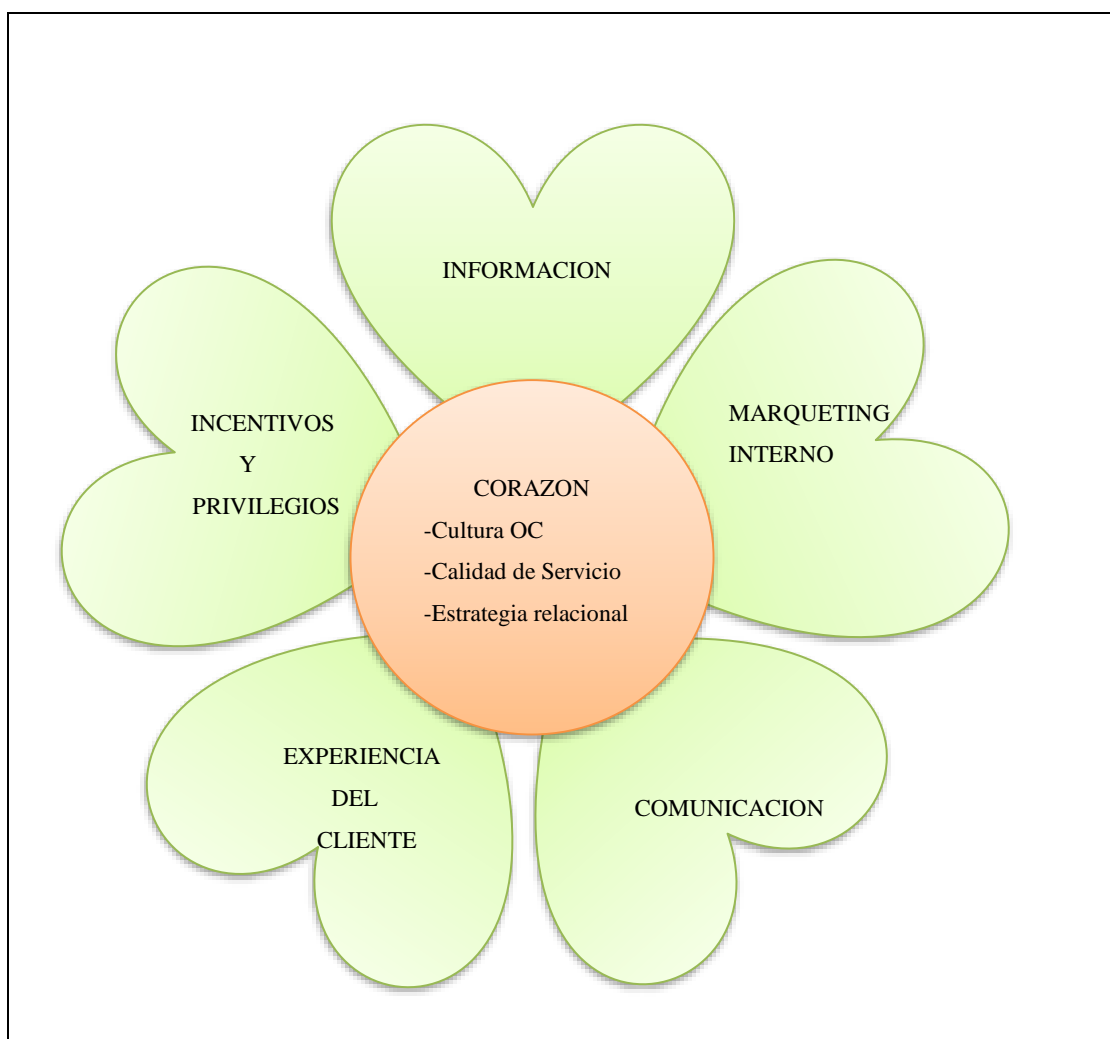 INFORMACION
MARQUETING
INTERNO
INCENTIVOS
Y
PRIVILEGIOS
CORAZON
-Cultura OC
-Calidad de Servicio
-Estrategia relacional
EXPERIENCIA
DEL
CLIENTE
COMUNICACION